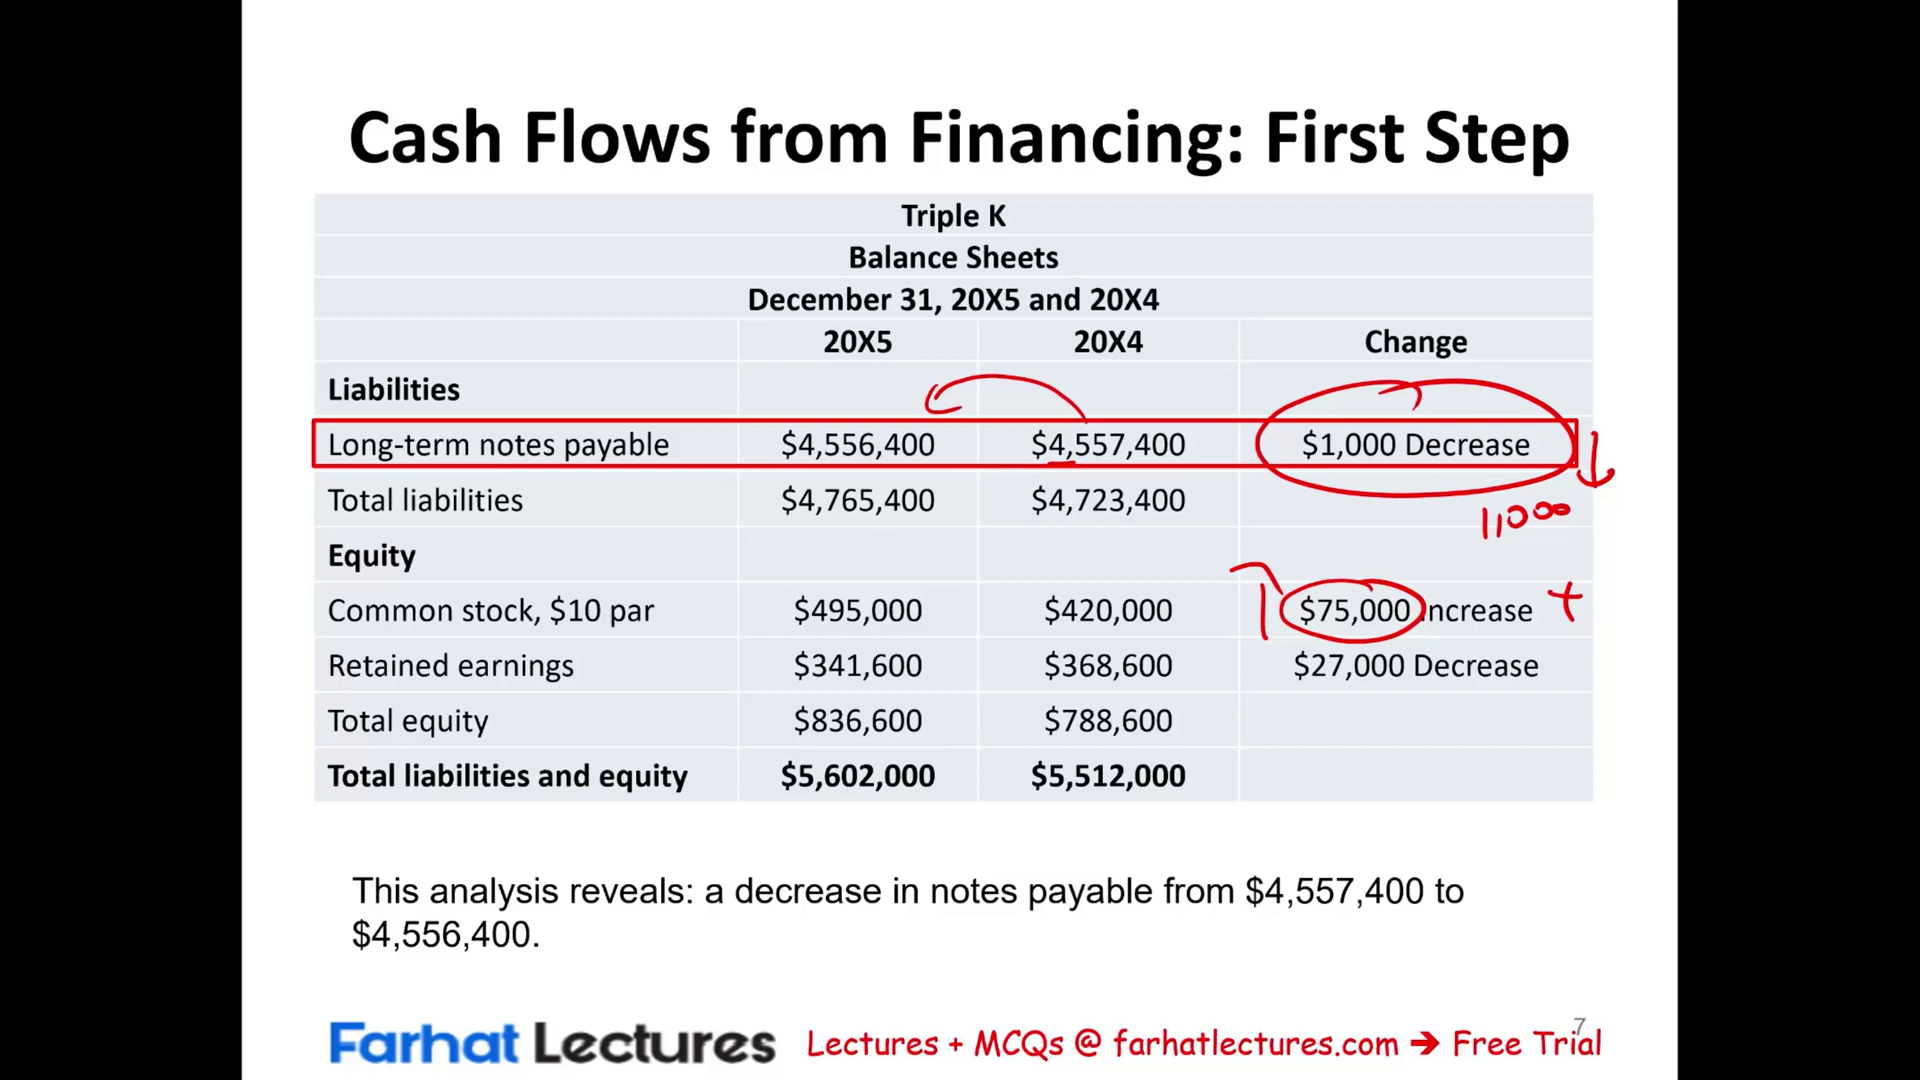 Cash Flows from Financing: First Step
Triple K
Balance Sheets
December 31, 20X5 and 20X4
20X5 20X4 Change
Liabilities
Long-term notes payable $4,556,400 $4,557,400 $1,000 Decrease
Total liabilities $4,765,400 $4,723,400
11000
Equity
Common stock, $10 par $495,000 $420,000 $75,000 Increase +
Retained earnings $341,600 $368,600 $27,000 Decrease
Total equity $836,600 $788,600
Total liabilities and equity $5,602,000 $5,512,000
This analysis reveals: a decrease in notes payable from $4,557,400 to
$4,556,400.
Farhat Lectures Lectures + MCQs @ farhatlectures.com → Free Trial
7